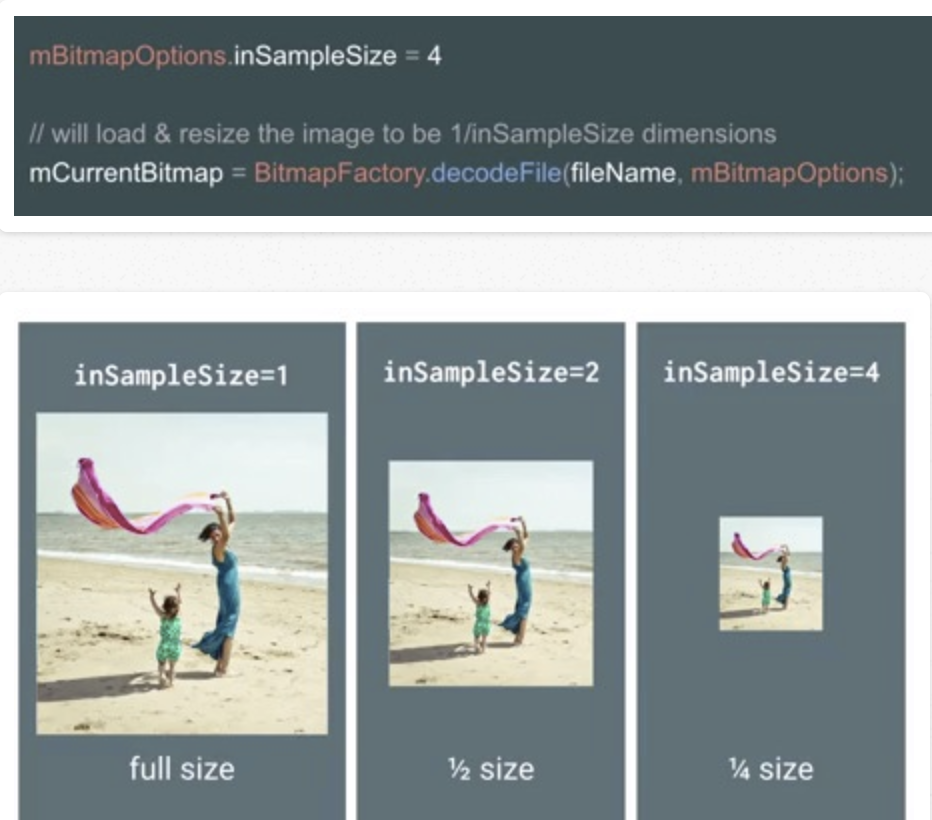 mBitmapOptions.inSampleSize = 4
// will load & resize the image to be 1/inSampleSize dimensions
mCurrentBitmap = BitmapFactory.decodeFile(fileName, mBitmapOptions);
inSampleSize=1
inSampleSize=2
inSampleSize=4
full size
½ size
¼ size